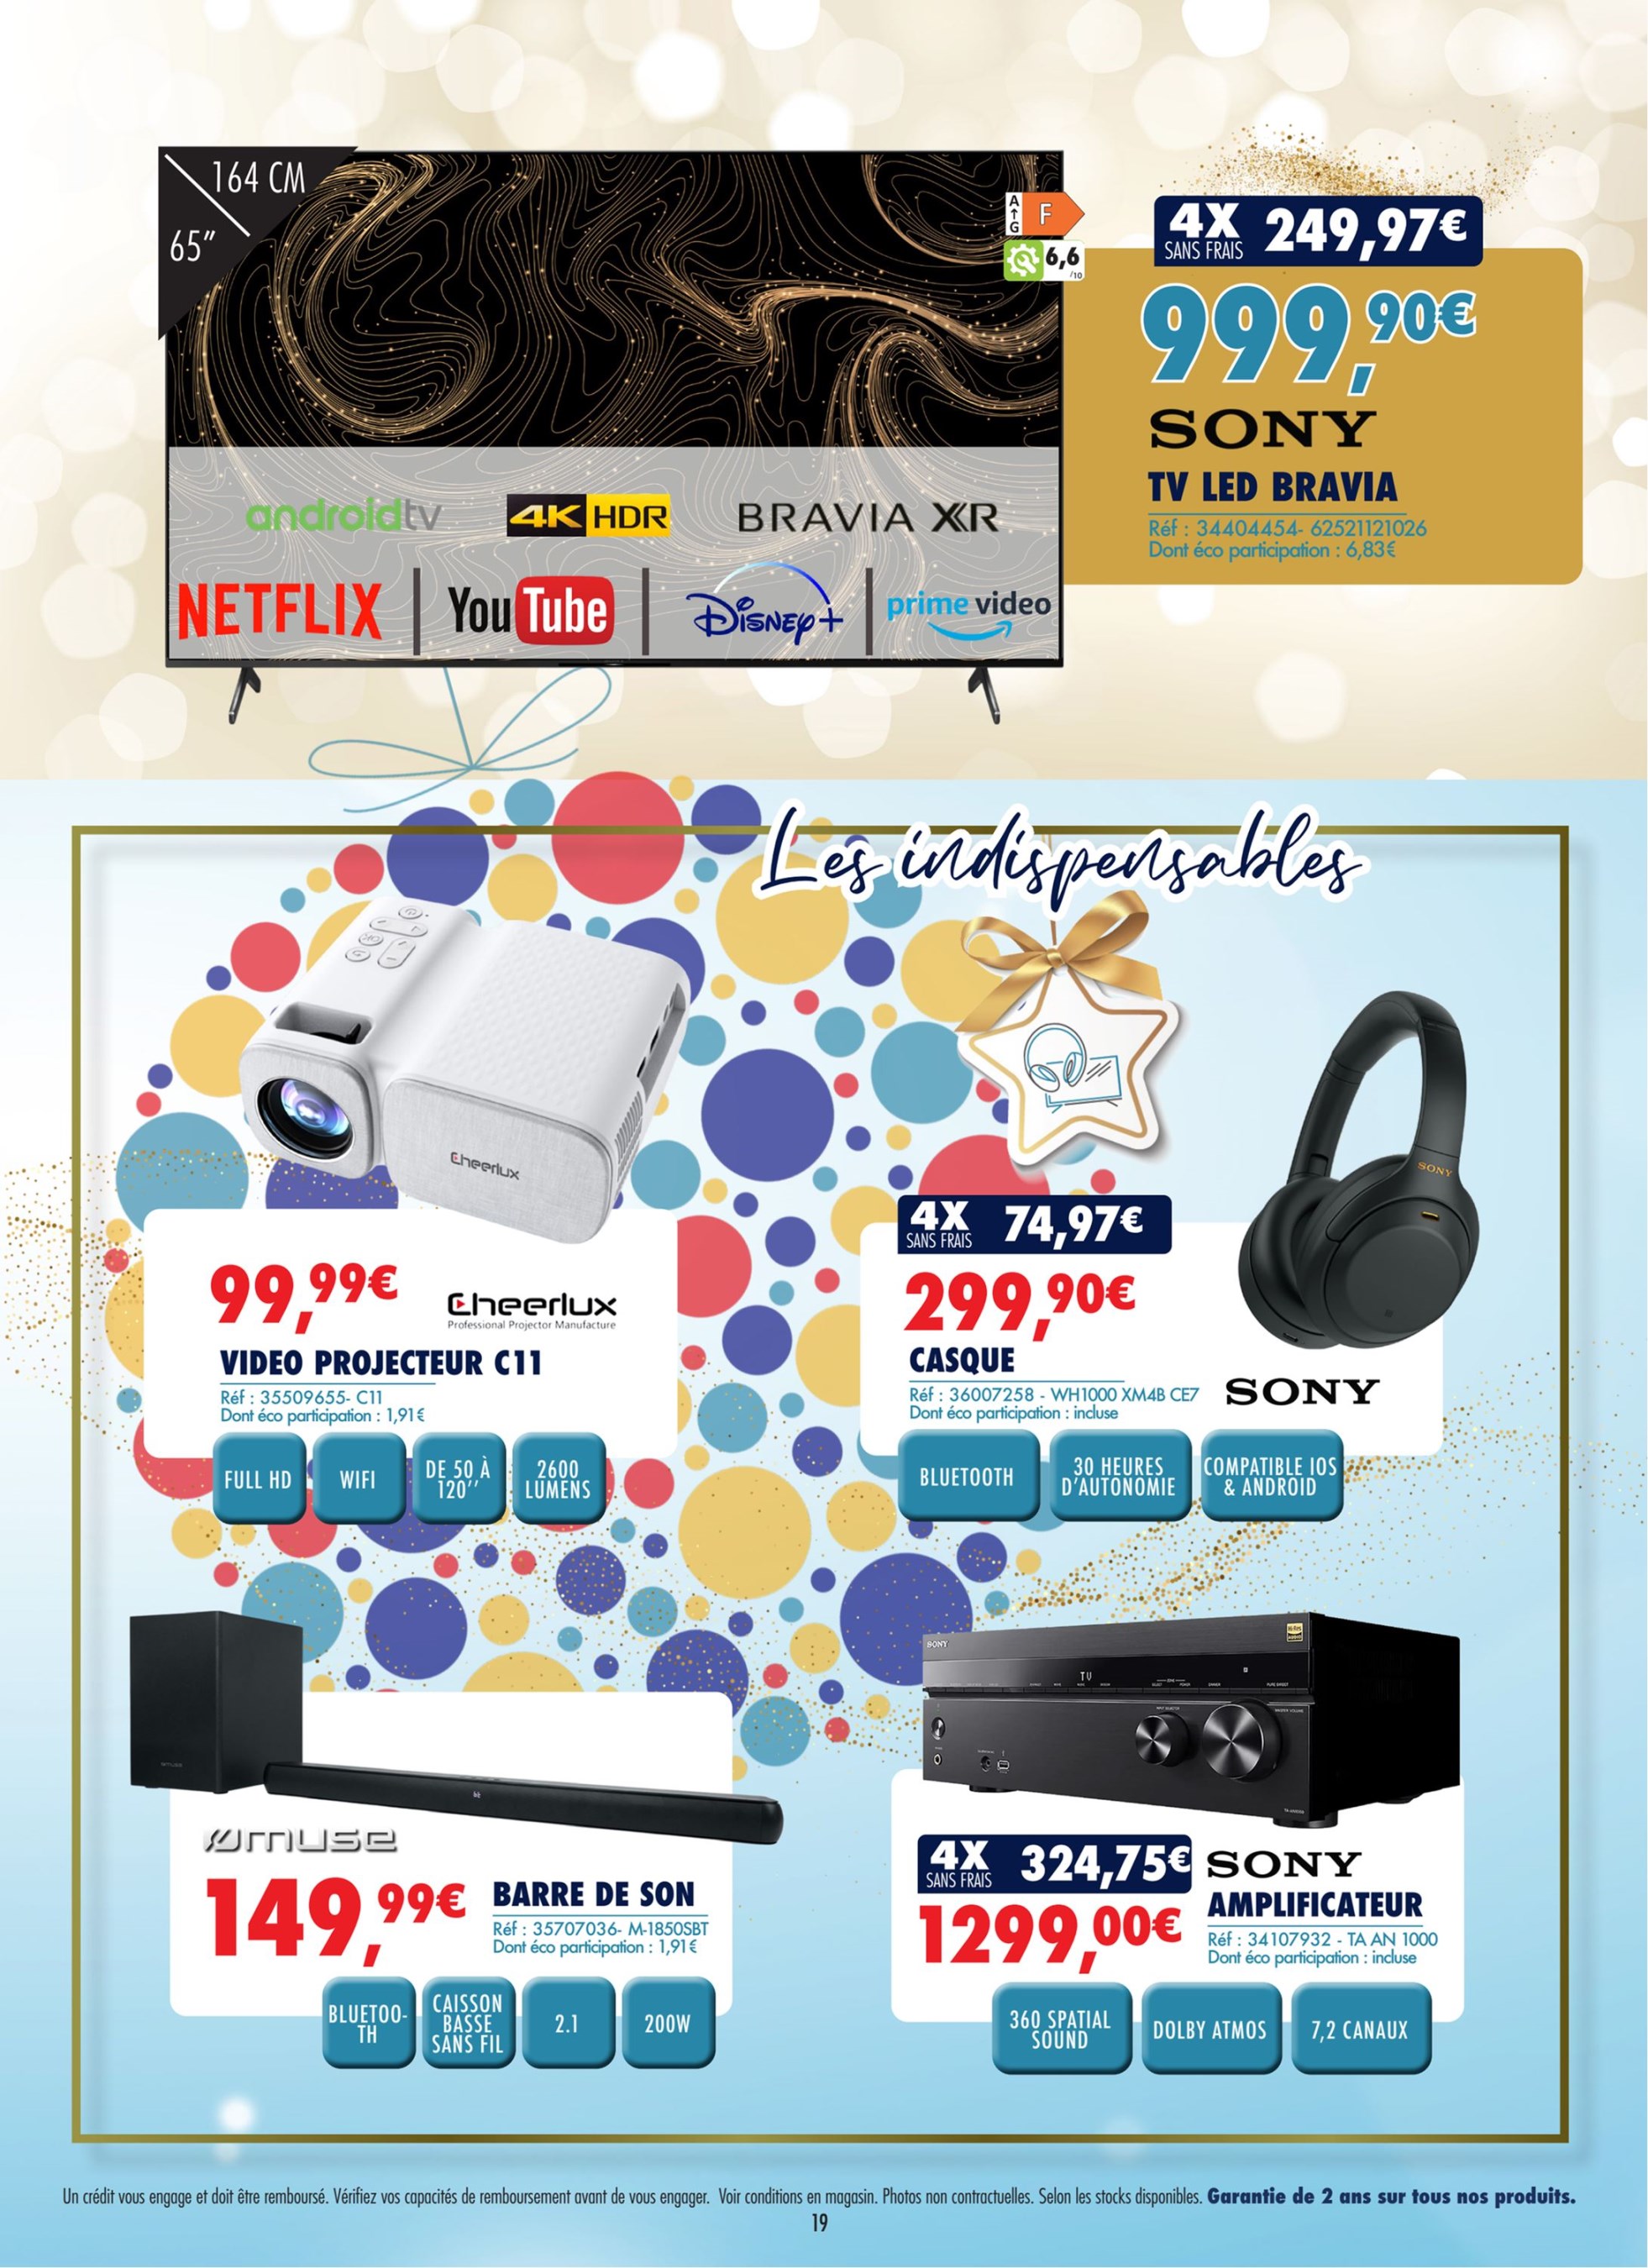 164 CM
65"
A
G
F
6,6
/10
androidtv
4K HDR
BRAVIA XR
NETFLIX
YouTube
Disney+
prime video
4X
SANS FRAIS
249,97€
999,90€
SONY
TV LED BRAVIA
Réf : 34404454- 62521121026
Dont éco participation : 6,83€
Les indispensables
Cheerlux
99,99€
Cheerlux
Professional Projector Manufacture
VIDEO PROJECTEUR C11
Réf : 35509655- C11
Dont éco participation : 1,91€
FULL HD
WIFI
DE 50 À
120''
2600
LUMENS
SONY
4X
SANS FRAIS
74,97€
299,90€
CASQUE
Réf : 36007258 - WH1000 XM4B CE7
Dont éco participation : incluse
SONY
BLUETOOTH
30 HEURES
D'AUTONOMIE
COMPATIBLE IOS
& ANDROID
muse
muse
149,99€
BARRE DE SON
Réf : 35707036- M-1850SBT
Dont éco participation : 1,91€
BLUETOO-
TH
CAISSON
BASSE
SANS FIL
2.1
200W
SONY
TV
4X
SANS FRAIS
324,75€
1299,00€
SONY
AMPLIFICATEUR
Réf : 34107932 - TA AN 1000
Dont éco participation : incluse
360 SPATIAL
SOUND
DOLBY ATMOS
7,2 CANAUX
Un crédit vous engage et doit être remboursé. Vérifiez vos capacités de remboursement avant de vous engager. Voir conditions en magasin. Photos non contractuelles. Selon les stocks disponibles. Garantie de 2 ans sur tous nos produits.
19